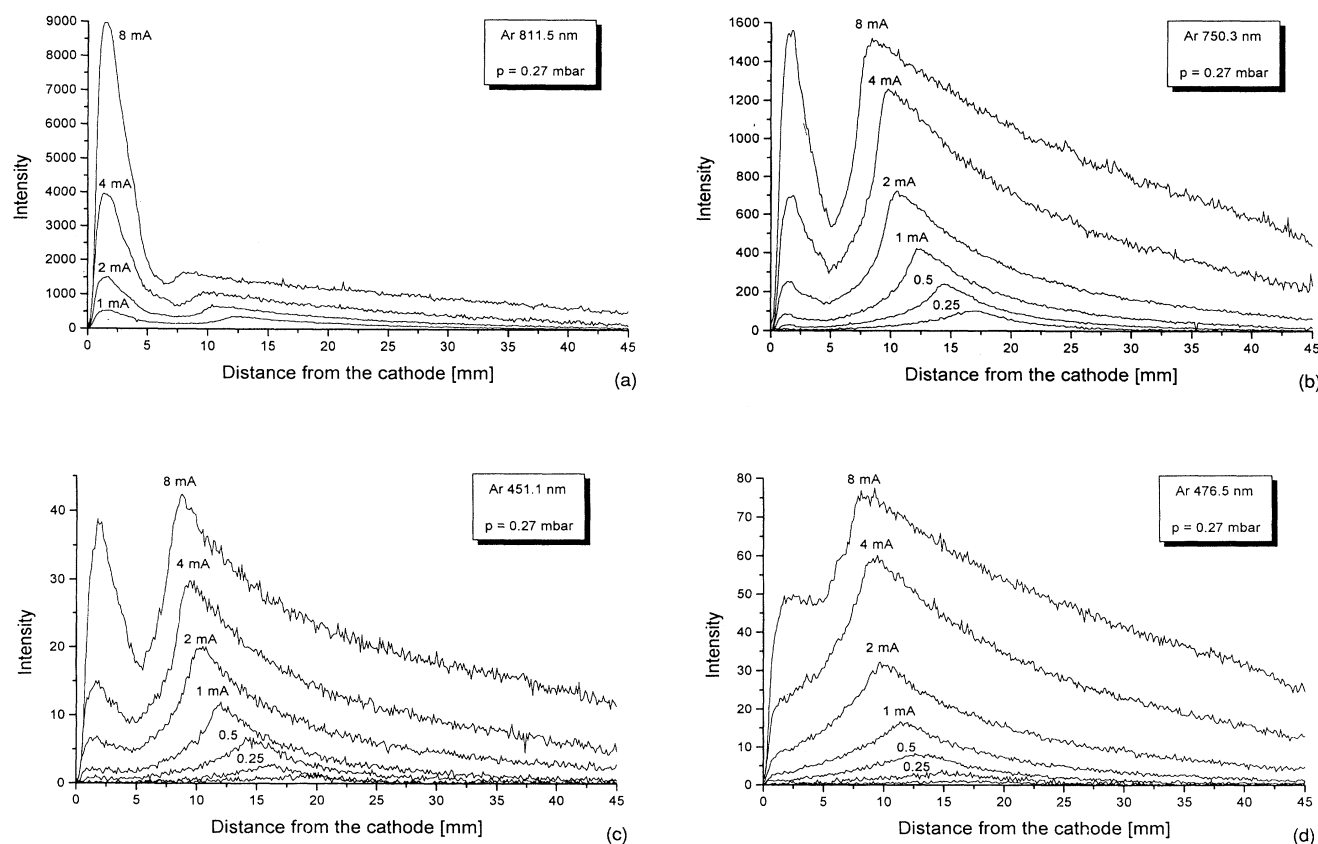 9000
8000
7000
6000
5000
4000
3000
2000
1000
0
Intensity
8 mA
4 mA
2 mA
1 mA
Ar 811.5 nm
p = 0.27 mbar
0 5 10 15 20 25 30 35 40 45
Distance from the cathode [mm]
(a)
1600
1400
1200
1000
800
600
400
200
0
Intensity
8 mA
4 mA
2 mA
1 mA
0.5
0.25
Ar 750.3 nm
p = 0.27 mbar
0 5 10 15 20 25 30 35 40 45
Distance from the cathode [mm]
(b)
40
30
20
10
0
Intensity
8 mA
4 mA
2 mA
1 mA
0.5
0.25
Ar 451.1 nm
p = 0.27 mbar
0 5 10 15 20 25 30 35 40 45
Distance from the cathode [mm]
(c)
80
75
70
65
60
55
50
45
40
35
30
25
20
15
10
5
0
Intensity
8 mA
4 mA
2 mA
1 mA
0.5
0.25
Ar 476.5 nm
p = 0.27 mbar
0 5 10 15 20 25 30 35 40 45
Distance from the cathode [mm]
(d)